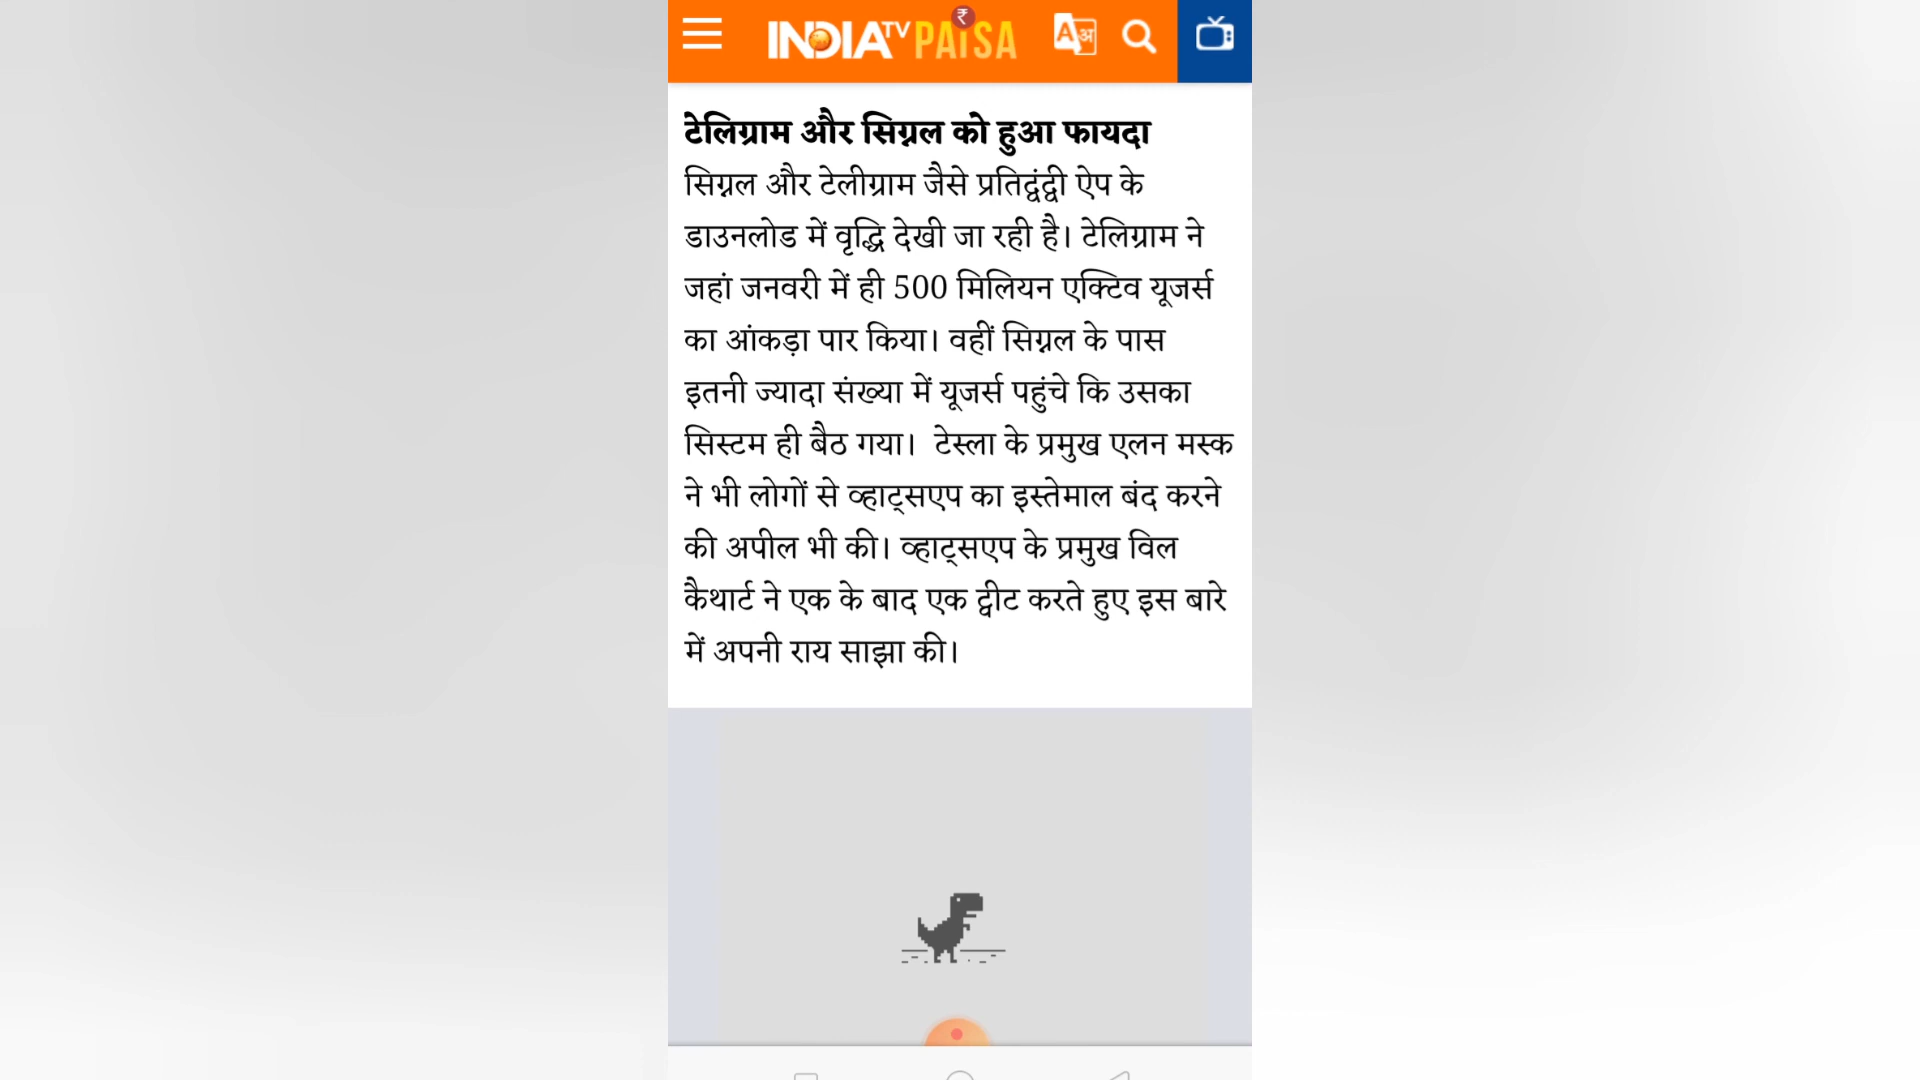 INDIA TV PAISA
टेलिग्राम और सिग्नल को हुआ फायदा
सिग्नल और टेलीग्राम जैसे प्रतिद्वंद्वी ऐप के
डाउनलोड में वृद्धि देखी जा रही है। टेलिग्राम ने
जहां जनवरी में ही 500 मिलियन एक्टिव यूजर्स
का आंकड़ा पार किया। वहीं सिग्नल के पास
इतनी ज्यादा संख्या में यूजर्स पहुंचे कि उसका
सिस्टम ही बैठ गया। टेस्ला के प्रमुख एलन मस्क
ने भी लोगों से व्हाट्सएप का इस्तेमाल बंद करने
की अपील भी की। व्हाट्सएप के प्रमुख विल
कैथार्ट ने एक के बाद एक ट्वीट करते हुए इस बारे
में अपनी राय साझा की।